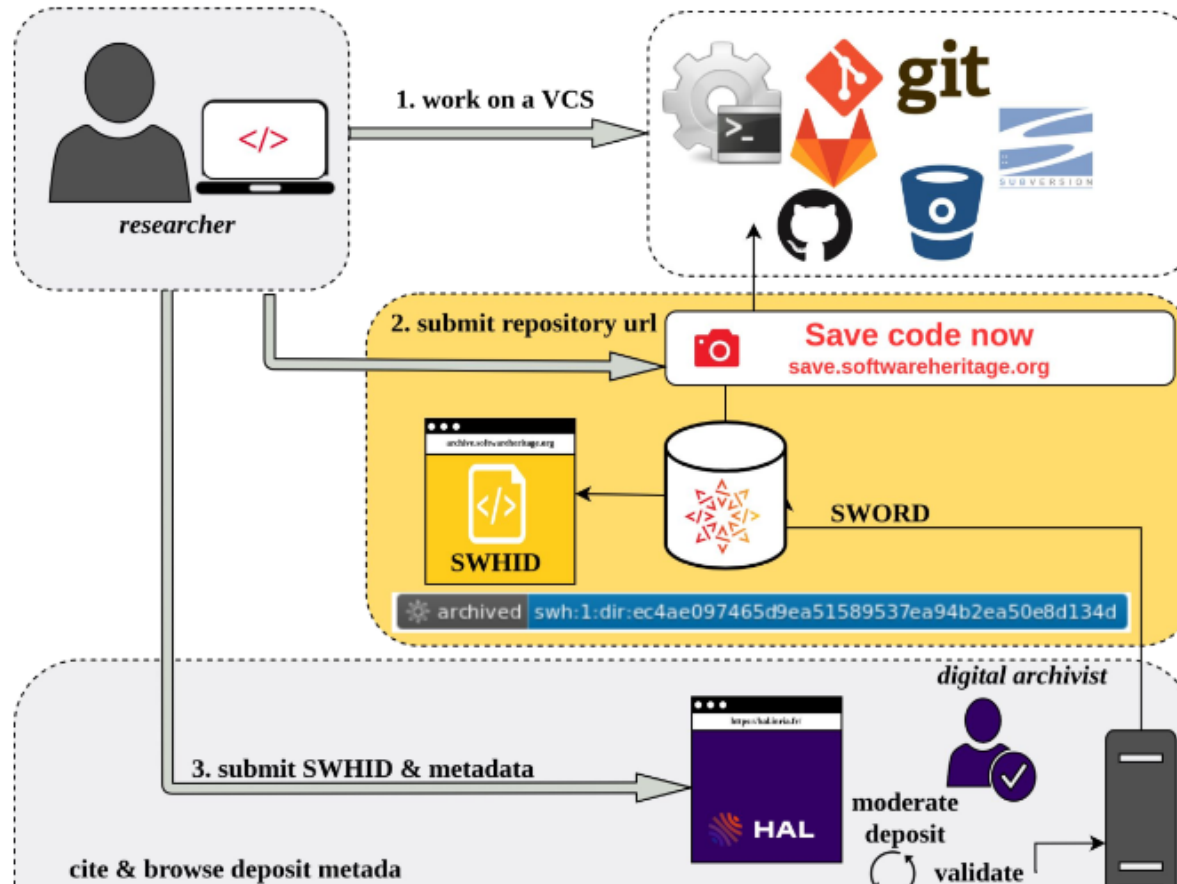 1. work on a VCS
>_
git
</>
SUBVERSION
researcher
2. submit repository url
Save code now
save.softwareheritage.org
archive.softwareheritage.org
</>
SWHID
SWORD
archived swh:1:dir:ec4ae097465d9ea51589537ea94b2ea50e8d134d
digital archivist
https://hal.inria.fr/
3. submit SWHID & metadata
HAL
moderate
deposit
validate
cite & browse deposit metada